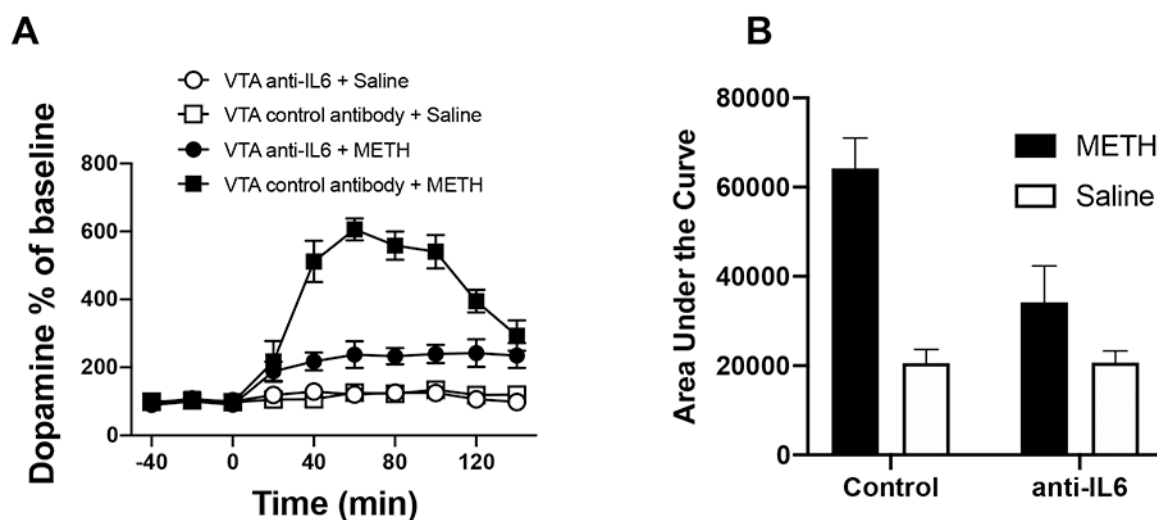 A
VTA anti-IL6 + Saline
VTA control antibody + Saline
VTA anti-IL6 + METH
VTA control antibody + METH
Dopamine % of baseline
800
600
400
200
0
-40
0
40
80
120
Time (min)
B
Area Under the Curve
80000
60000
40000
20000
0
METH
Saline
Control
anti-IL6